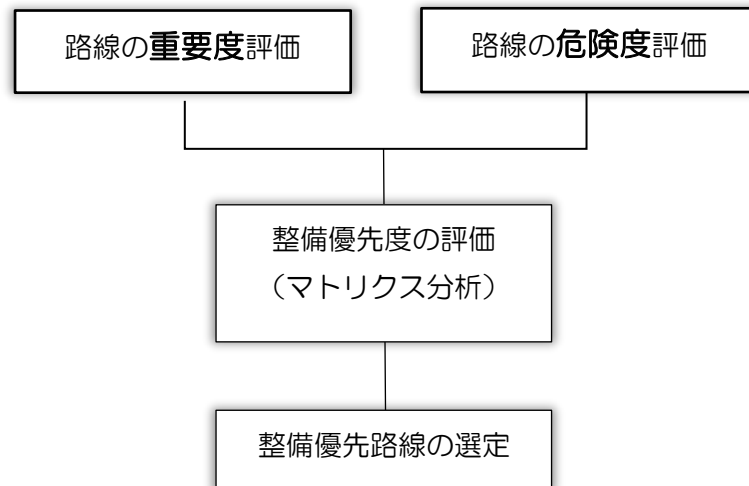 路線の重要度評価
路線の危険度評価
整備優先度の評価
（マトリクス分析）
整備優先路線の選定